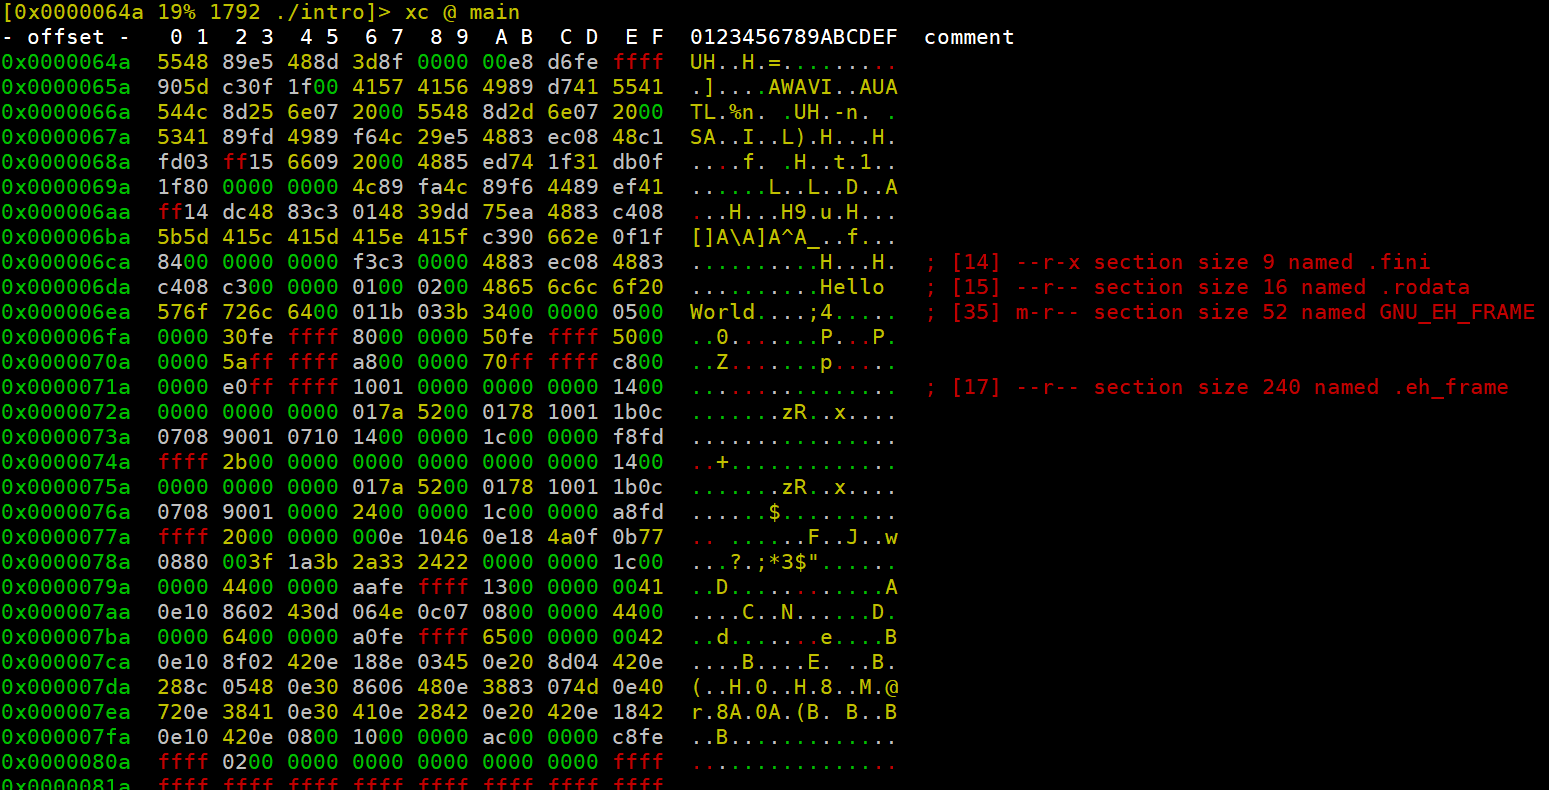 [0x0000064a 19% 1792 ./intro]> xc @ main
- offset -   0 1  2 3  4 5  6 7  8 9  A B  C D  E F  0123456789ABCDEF  comment
0x0000064a  5548 89e5 488d 3d8f 0000 00e8 d6fe ffff  UH..H.=.........
0x0000065a  905d c30f 1f00 4157 4156 4989 d741 5541  .]....AWAVI..AUA
0x0000066a  544c 8d25 6e07 2000 5548 8d2d 6e07 2000  TL.%n. .UH.-n. .
0x0000067a  5341 89fd 4989 f64c 29e5 4883 ec08 48c1  SA..I..L).H...H.
0x0000068a  fd03 ff15 6609 2000 4885 ed74 1f31 db0f  ....f. .H..t.1..
0x0000069a  1f80 0000 0000 4c89 fa4c 89f6 4489 ef41  ......L..L..D..A
0x000006aa  ff14 dc48 83c3 0148 39dd 75ea 4883 c408  ...H...H9.u.H...
0x000006ba  5b5d 415c 415d 415e 415f c390 662e 0f1f  []A\A]A^A_..f...
0x000006ca  8400 0000 0000 f3c3 0000 4883 ec08 4883  ..........H...H.  ; [14] --r-x section size 9 named .fini
0x000006da  c408 c300 0000 0100 0200 4865 6c6c 6f20  ..........Hello   ; [15] --r-- section size 16 named .rodata
0x000006ea  576f 726c 6400 011b 033b 3400 0000 0500  World....;4.....  ; [35] m-r-- section size 52 named GNU_EH_FRAME
0x000006fa  0000 30fe ffff 8000 0000 50fe ffff 5000  ..0.......P...P.
0x0000070a  0000 5aff ffff a800 0000 70ff ffff c800  ..Z.......p.....
0x0000071a  0000 e0ff ffff 1001 0000 0000 0000 1400  ................  ; [17] --r-- section size 240 named .eh_frame
0x0000072a  0000 0000 0000 017a 5200 0178 1001 1b0c  .......zR..x....
0x0000073a  0708 9001 0710 1400 0000 1c00 0000 f8fd  ................
0x0000074a  ffff 2b00 0000 0000 0000 0000 0000 1400  ..+.............
0x0000075a  0000 0000 0000 017a 5200 0178 1001 1b0c  .......zR..x....
0x0000076a  0708 9001 0000 2400 0000 1c00 0000 a8fd  ......$.........
0x0000077a  ffff 2000 0000 000e 1046 0e18 4a0f 0b77  .. ......F..J..w
0x0000078a  0880 003f 1a3b 2a33 2422 0000 0000 1c00  ...?.;*3$"......
0x0000079a  0000 4400 0000 aafe ffff 1300 0000 0041  ..D............A
0x000007aa  0e10 8602 430d 064e 0c07 0800 0000 4400  ....C..N......D.
0x000007ba  0000 6400 0000 a0fe ffff 6500 0000 0042  ..d.......e....B
0x000007ca  0e10 8f02 420e 188e 0345 0e20 8d04 420e  ....B....E. ..B.
0x000007da  288c 0548 0e30 8606 480e 3883 074d 0e40  (..H.0..H.8..M.@
0x000007ea  720e 3841 0e30 410e 2842 0e20 420e 1842  r.8A.0A.(B. B..B
0x000007fa  0e10 420e 0800 1000 0000 ac00 0000 c8fe  ..B.............
0x0000080a  ffff 0200 0000 0000 0000 0000 0000 ffff  ................
0x0000081a  ffff ffff ffff ffff ffff ffff ffff ffff